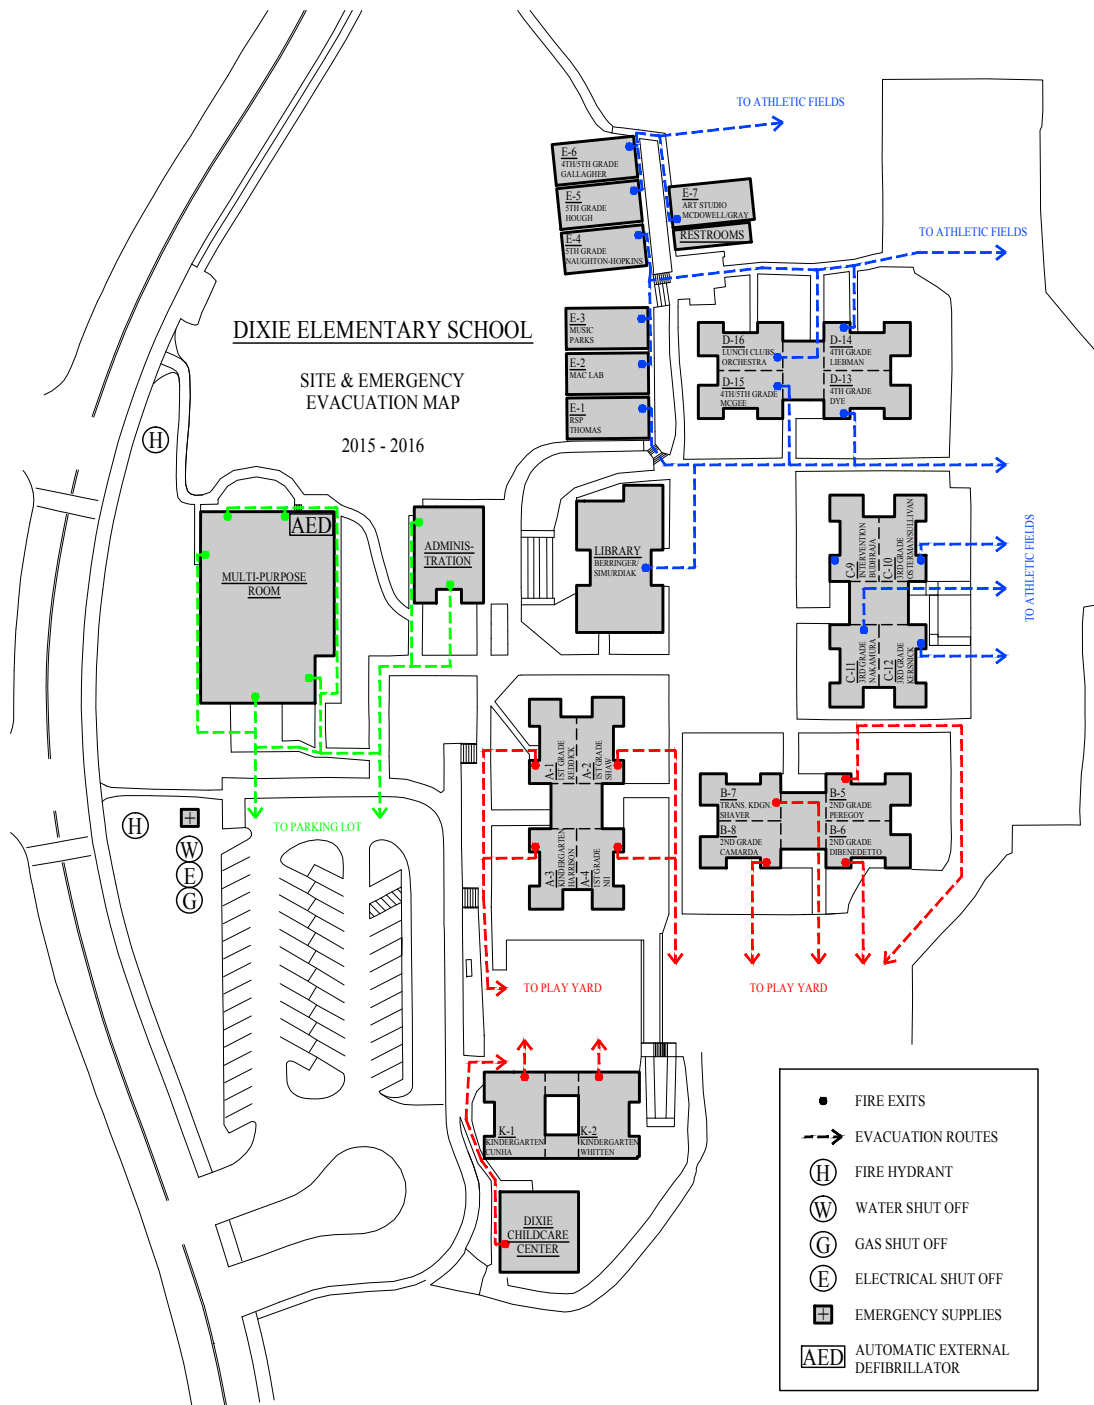 TO ATHLETIC FIELDS
E-6
4TH/5TH GRADE
GALLAGHER
E-5
5TH GRADE
HOUGH
E-4
5TH GRADE
NAUGHTON-HOPKINS
E-7
ART STUDIO
MCDOWELL/GRAY
RESTROOMS
TO ATHLETIC FIELDS
DIXIE ELEMENTARY SCHOOL
SITE & EMERGENCY
EVACUATION MAP
2015 - 2016
E-3
MUSIC
PARKS
E-2
MAC LAB
E-1
RSP
THOMAS
D-16
LUNCH CLUBS
ORCHESTRA
D-14
4TH GRADE
LIEBMAN
D-15
4TH/5TH GRADE
MCGEE
D-13
4TH GRADE
DYE
H
AED
MULTI-PURPOSE
ROOM
ADMINIS-
TRATION
LIBRARY
BERRINGER/
SIMURDIAK
C-9
INTERVENTION
BUDHRAJA
C-10
3RD GRADE
OSTERMAN/SULLIVAN
TO ATHLETIC FIELDS
C-11
3RD GRADE
NAKAMURA
C-12
3RD GRADE
KERSNICK
A-1
1ST GRADE
REDDICK
A-2
1ST GRADE
SHAW
A-3
KINDERGARTEN
HARRISON
A-4
1ST GRADE
NII
B-7
TRANS. KDGN.
SHAVER
B-5
2ND GRADE
PEREGOY
B-8
2ND GRADE
CAMARDA
B-6
2ND GRADE
DIBENEDETTO
TO PARKING LOT
H
W
E
G
TO PLAY YARD
TO PLAY YARD
K-1
KINDERGARTEN
CUNHA
K-2
KINDERGARTEN
WHITTEN
DIXIE
CHILDCARE
CENTER
FIRE EXITS
EVACUATION ROUTES
H FIRE HYDRANT
W WATER SHUT OFF
G GAS SHUT OFF
E ELECTRICAL SHUT OFF
EMERGENCY SUPPLIES
AED AUTOMATIC EXTERNAL
DEFIBRILLATOR